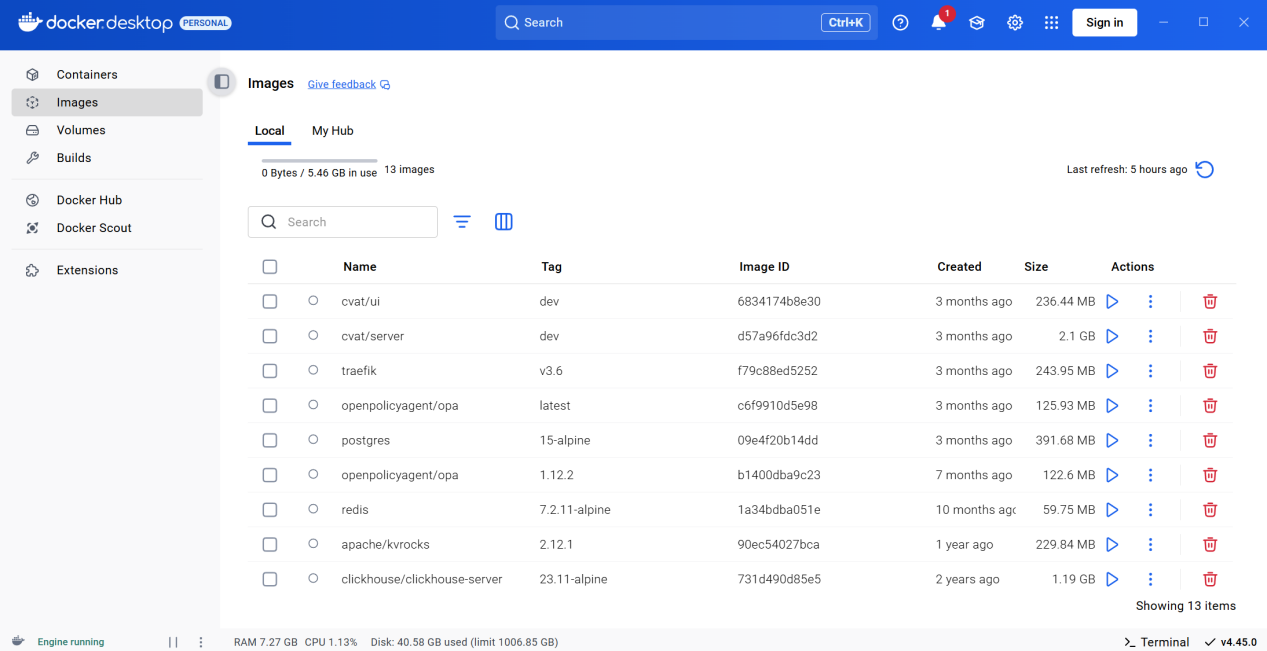 docker.desktop PERSONAL Search Ctrl+K 1 Sign in
Containers
Images
Volumes
Builds
Docker Hub
Docker Scout
Extensions
Images Give feedback
Local My Hub
0 Bytes / 5.46 GB in use 13 images Last refresh: 5 hours ago
Search
Name Tag Image ID Created Size Actions
cvat/ui dev 6834174b8e30 3 months ago 236.44 MB
cvat/server dev d57a96fdc3d2 3 months ago 2.1 GB
traefik v3.6 f79c88ed5252 3 months ago 243.95 MB
openpolicyagent/opa latest c6f9910d5e98 3 months ago 125.93 MB
postgres 15-alpine 09e4f20b14dd 3 months ago 391.68 MB
openpolicyagent/opa 1.12.2 b1400dba9c23 7 months ago 122.6 MB
redis 7.2.11-alpine 1a34bdba051e 10 months agc 59.75 MB
apache/kvrocks 2.12.1 90ec54027bca 1 year ago 229.84 MB
clickhouse/clickhouse-server 23.11-alpine 731d490d85e5 2 years ago 1.19 GB
Showing 13 items
Engine running RAM 7.27 GB CPU 1.13% Disk: 40.58 GB used (limit 1006.85 GB) >_ Terminal v4.45.0